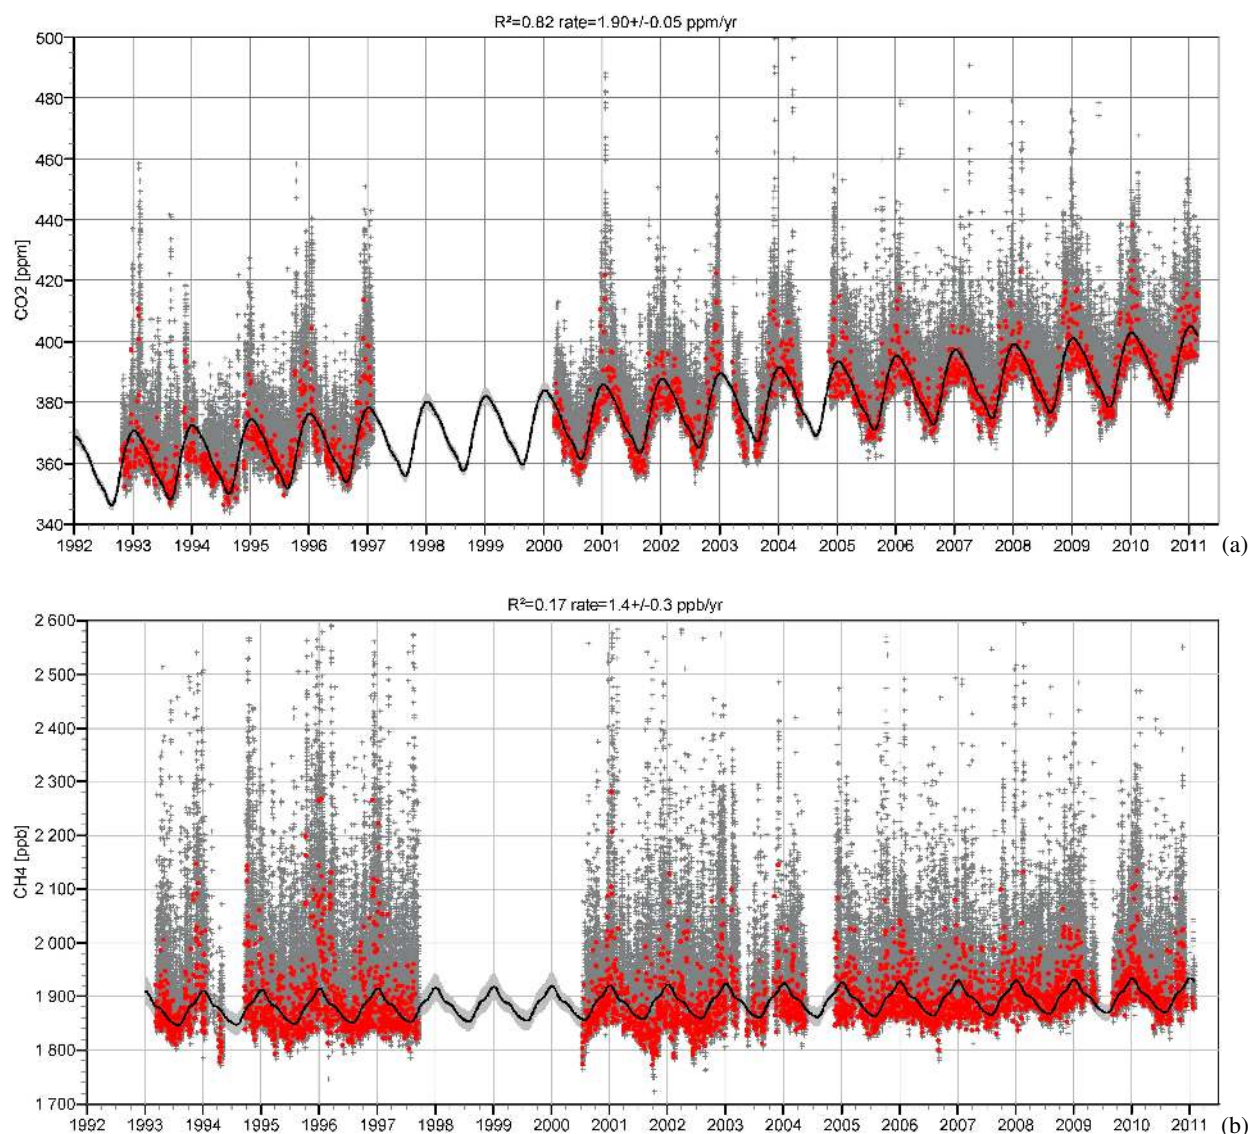 R²=0.82 rate=1.90+/-0.05 ppm/yr
500
480
460
440
420
400
380
360
340
CO2 [ppm]
1992 1993 1994 1995 1996 1997 1998 1999 2000 2001 2002 2003 2004 2005 2006 2007 2008 2009 2010 2011
(a)
R²=0.17 rate=1.4+/-0.3 ppb/yr
2 600
2 500
2 400
2 300
2 200
2 100
2 000
1 900
1 800
1 700
CH4 [ppb]
1992 1993 1994 1995 1996 1997 1998 1999 2000 2001 2002 2003 2004 2005 2006 2007 2008 2009 2010 2011
(b)